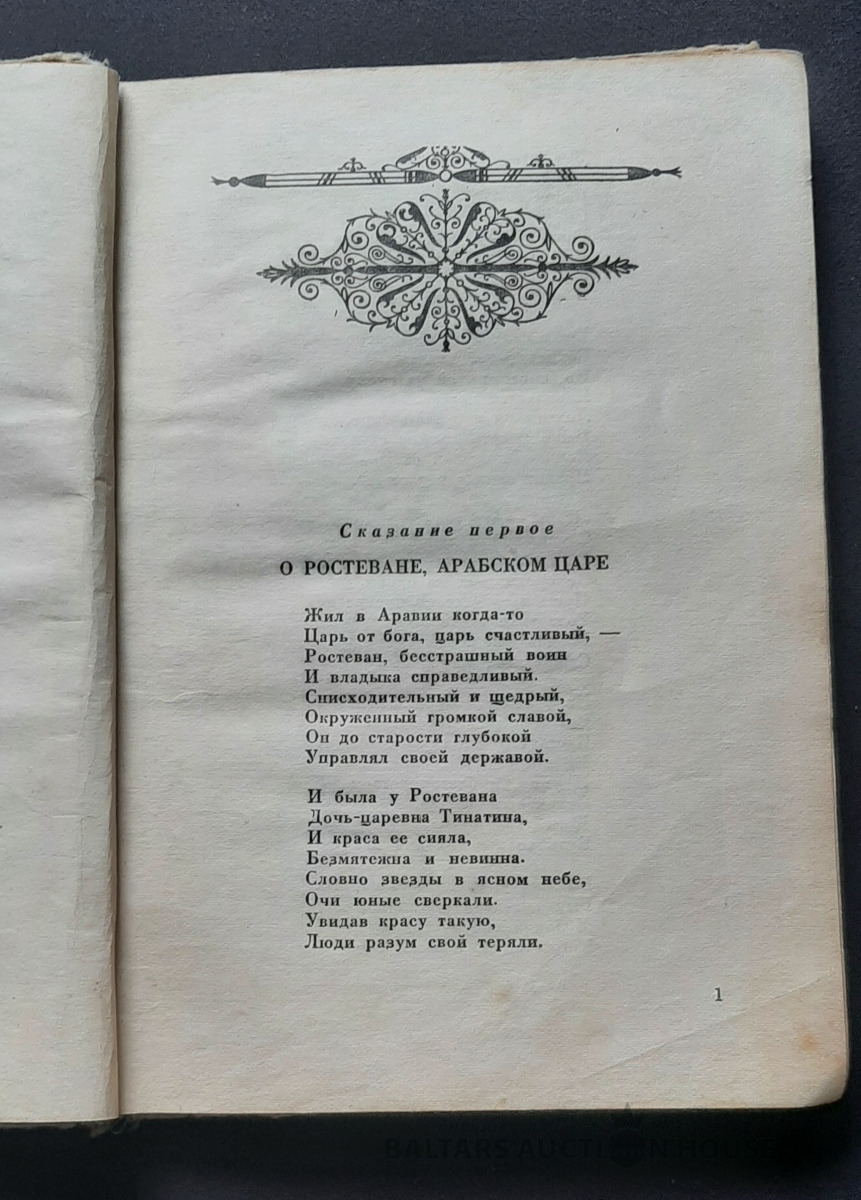 Сказание первое
О РОСТЕВАНЕ, АРАБСКОМ ЦАРЕ
Жил в Аравии когда-то
Царь от бога, царь счастливый, —
Ростеван, бесстрашный воин
И владыка справедливый.
Снисходительный и щедрый,
Окруженный громкой славой,
Он до старости глубокой
Управлял своей державой.
И была у Ростевана
Дочь-царевна Тинатина,
И краса ее сияла,
Безмятежна и невинна.
Словно звезды в ясном небе,
Очи юные сверкали.
Увидав красу такую,
Люди разум свой теряли.
1
BALTARS AUCTION HOUSE